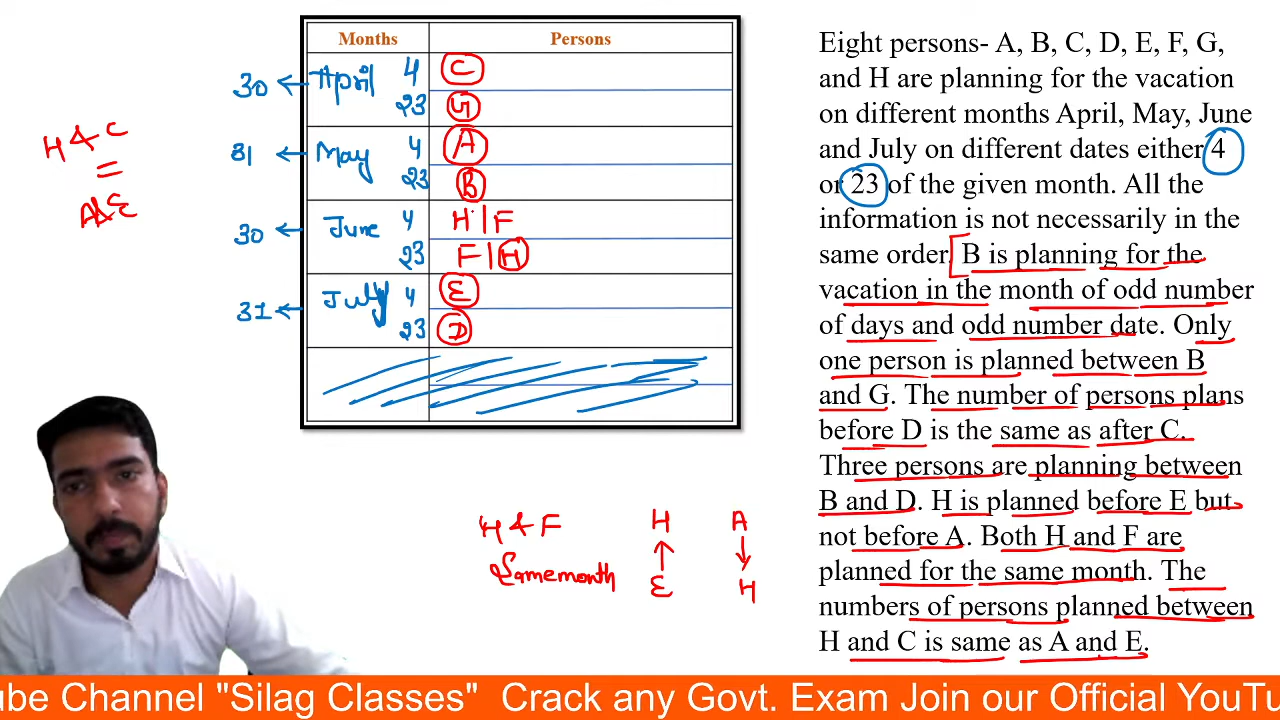 Months Persons
30 ← April 4 C
23 G
H & C
=
A & E
31 ← May 4 A
23 B
30 ← June 4 H | F
23 F | H
31 ← July 4 E
23 D
H & F H A
Samemonth E H
Eight persons- A, B, C, D, E, F, G,
and H are planning for the vacation
on different months April, May, June
and July on different dates either 4
or 23 of the given month. All the
information is not necessarily in the
same order. B is planning for the
vacation in the month of odd number
of days and odd number date. Only
one person is planned between B
and G. The number of persons plans
before D is the same as after C.
Three persons are planning between
B and D. H is planned before E but
not before A. Both H and F are
planned for the same month. The
numbers of persons planned between
H and C is same as A and E.
ube Channel "Silag Classes" Crack any Govt. Exam Join our Official YouTu